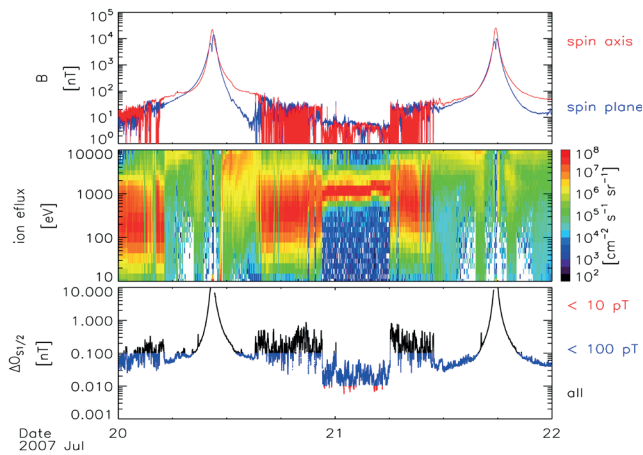 10⁵
10⁴
10³
10²
10¹
10⁰
B
[nT]
spin axis
spin plane
10000
1000
100
10
ion eflux
[eV]
10⁸
10⁷
10⁶
10⁵
10⁴
10³
10²
[cm⁻² s⁻¹ sr⁻¹]
10.000
1.000
0.100
0.010
0.001
ΔO_S1/2
[nT]
< 10 pT
< 100 pT
all
20 21 22
Date
2007 Jul